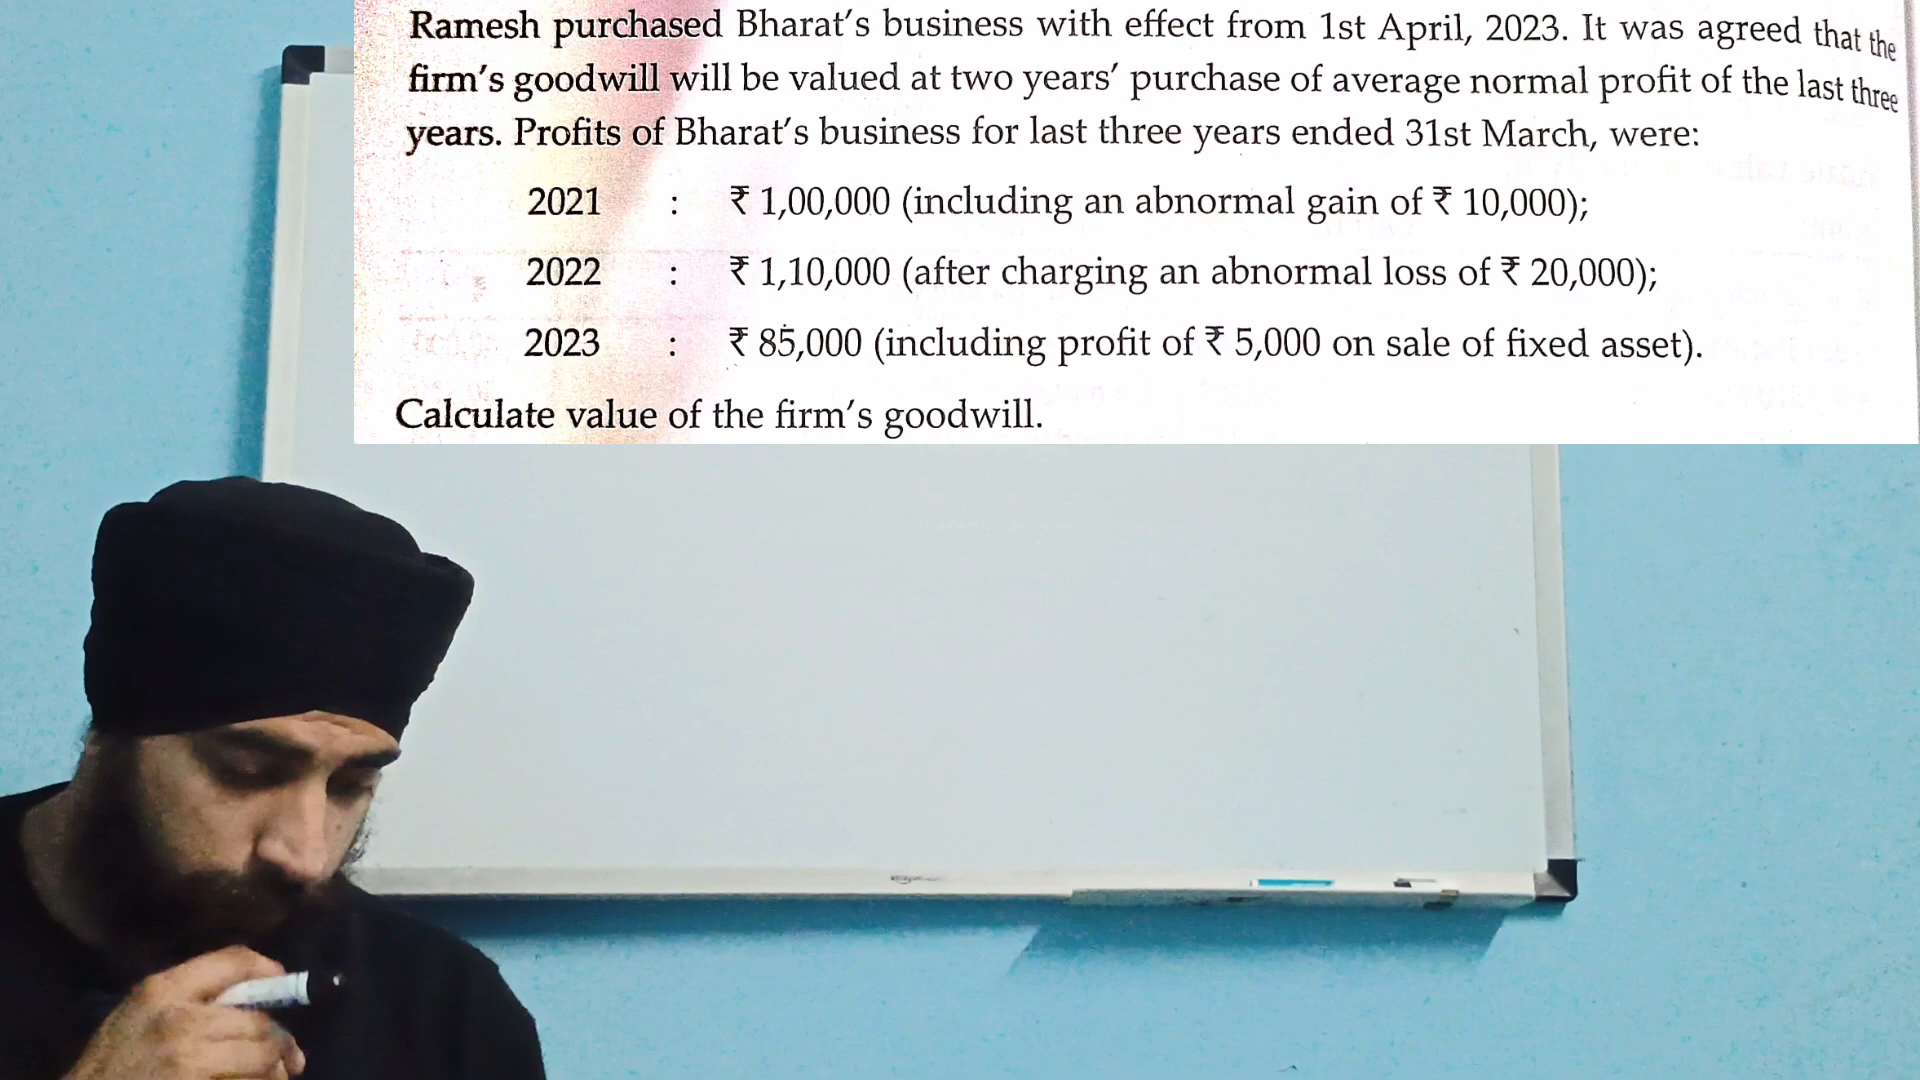 Ramesh purchased Bharat's business with effect from 1st April, 2023. It was agreed that the
firm's goodwill will be valued at two years' purchase of average normal profit of the last three
years. Profits of Bharat's business for last three years ended 31st March, were:
2021 : ₹ 1,00,000 (including an abnormal gain of ₹ 10,000);
2022 : ₹ 1,10,000 (after charging an abnormal loss of ₹ 20,000);
2023 : ₹ 85,000 (including profit of ₹ 5,000 on sale of fixed asset).
Calculate value of the firm's goodwill.